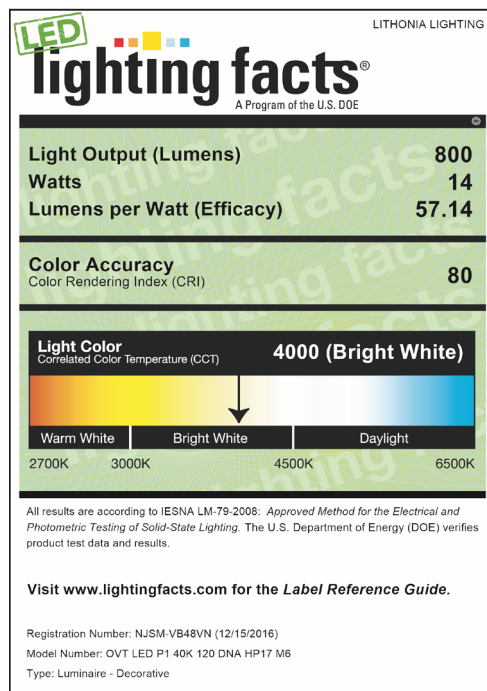 LITHONIA LIGHTING
LED
lighting facts®
A Program of the U.S. DOE
Light Output (Lumens) 800
Watts 14
Lumens per Watt (Efficacy) 57.14
Color Accuracy
Color Rendering Index (CRI) 80
Light Color
Correlated Color Temperature (CCT) 4000 (Bright White)
Warm White Bright White Daylight
2700K 3000K 4500K 6500K
All results are according to IESNA LM-79-2008: Approved Method for the Electrical and
Photometric Testing of Solid-State Lighting. The U.S. Department of Energy (DOE) verifies
product test data and results.
Visit www.lightingfacts.com for the Label Reference Guide.
Registration Number: NJSM-VB48VN (12/15/2016)
Model Number: OVT LED P1 40K 120 DNA HP17 M6
Type: Luminaire - Decorative